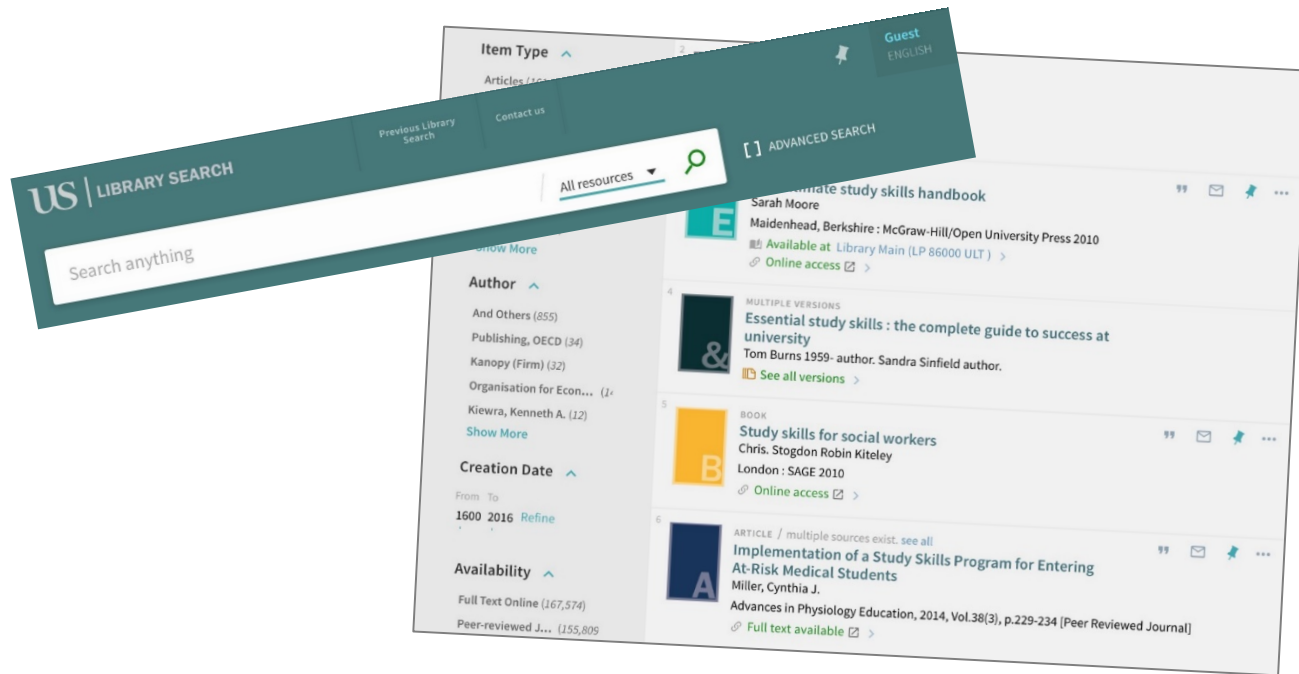 Guest
ENGLISH
Previous Library
Search
Contact us
US LIBRARY SEARCH
Search anything
All resources
ADVANCED SEARCH
Item Type
Articles
Show More
Author
And Others (855)
Publishing, OECD (34)
Kanopy (Firm) (32)
Organisation for Econ...
Kiewra, Kenneth A. (12)
Show More
Creation Date
From To
1600 2016 Refine
Availability
Full Text Online (167,574)
Peer-reviewed J... (155,809
2
study skills handbook
Sarah Moore
Maidenhead, Berkshire : McGraw-Hill/Open University Press 2010
Available at Library Main (LP 86000 ULT )
Online access
E
4
MULTIPLE VERSIONS
Essential study skills : the complete guide to success at
university
Tom Burns 1959- author. Sandra Sinfield author.
See all versions
&
5
BOOK
Study skills for social workers
Chris. Stogdon Robin Kiteley
London : SAGE 2010
Online access
B
6
ARTICLE / multiple sources exist. see all
Implementation of a Study Skills Program for Entering
At-Risk Medical Students
Miller, Cynthia J.
Advances in Physiology Education, 2014, Vol.38(3), p.229-234 [Peer Reviewed Journal]
Full text available
A